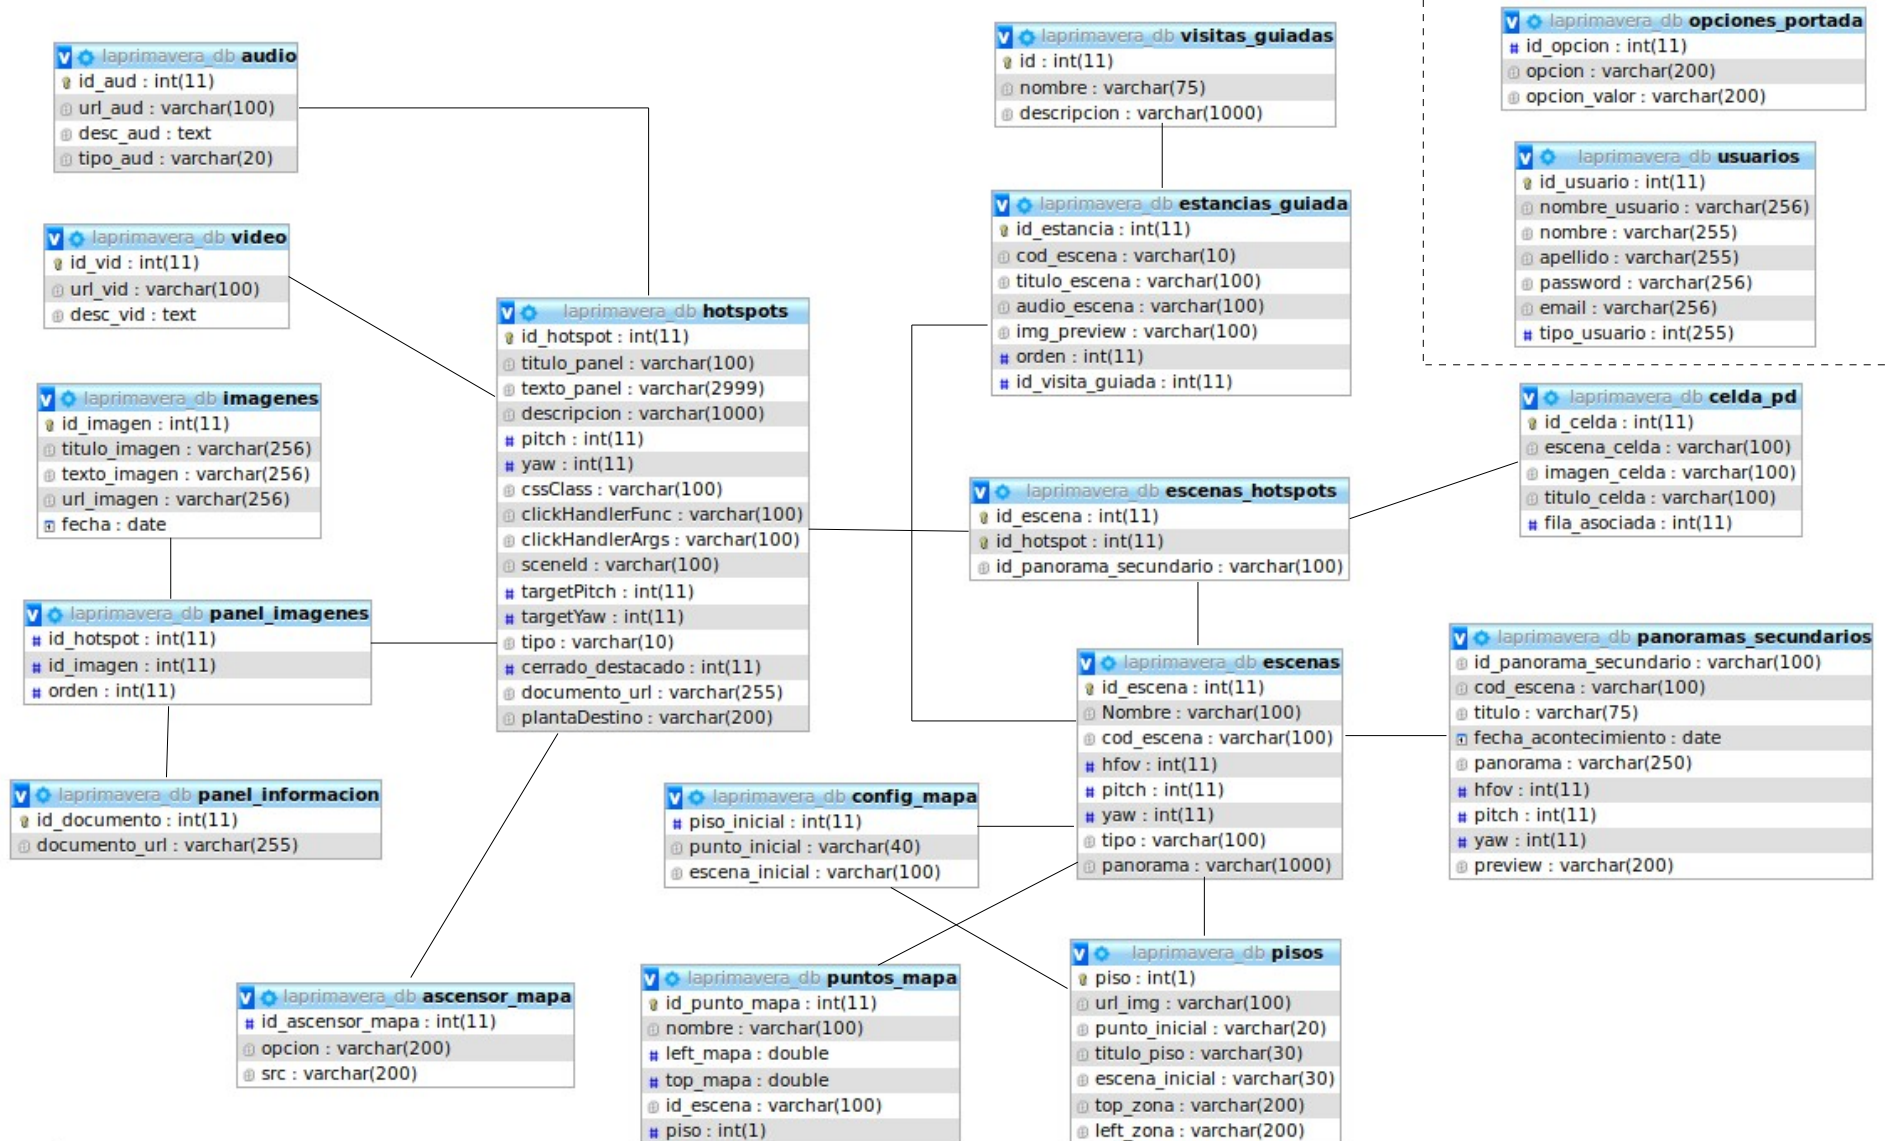 laprimavera_db audio
id_aud : int(11)
url_aud : varchar(100)
desc_aud : text
tipo_aud : varchar(20)
laprimavera_db video
id_vid : int(11)
url_vid : varchar(100)
desc_vid : text
laprimavera_db imagenes
id_imagen : int(11)
titulo_imagen : varchar(256)
texto_imagen : varchar(256)
url_imagen : varchar(256)
fecha : date
laprimavera_db panel_imagenes
id_hotspot : int(11)
id_imagen : int(11)
orden : int(11)
laprimavera_db panel_informacion
id_documento : int(11)
documento_url : varchar(255)
laprimavera_db hotspots
id_hotspot : int(11)
titulo_panel : varchar(100)
texto_panel : varchar(2999)
descripcion : varchar(1000)
pitch : int(11)
yaw : int(11)
cssClass : varchar(100)
clickHandlerFunc : varchar(100)
clickHandlerArgs : varchar(100)
sceneId : varchar(100)
targetPitch : int(11)
targetYaw : int(11)
tipo : varchar(10)
cerrado_destacado : int(11)
documento_url : varchar(255)
plantaDestino : varchar(200)
laprimavera_db ascensor_mapa
id_ascensor_mapa : int(11)
opcion : varchar(200)
src : varchar(200)
laprimavera_db visitas_guiadas
id : int(11)
nombre : varchar(75)
descripcion : varchar(1000)
laprimavera_db estancias_guiada
id_estancia : int(11)
cod_escena : varchar(10)
titulo_escena : varchar(100)
audio_escena : varchar(100)
img_preview : varchar(100)
orden : int(11)
id_visita_guiada : int(11)
laprimavera_db escenas_hotspots
id_escena : int(11)
id_hotspot : int(11)
id_panorama_secundario : varchar(100)
laprimavera_db escenas
id_escena : int(11)
Nombre : varchar(100)
cod_escena : varchar(100)
hfov : int(11)
pitch : int(11)
yaw : int(11)
tipo : varchar(100)
panorama : varchar(1000)
laprimavera_db config_mapa
piso_inicial : int(11)
punto_inicial : varchar(40)
escena_inicial : varchar(100)
laprimavera_db puntos_mapa
id_punto_mapa : int(11)
nombre : varchar(100)
left_mapa : double
top_mapa : double
id_escena : varchar(100)
piso : int(1)
laprimavera_db pisos
piso : int(1)
url_img : varchar(100)
punto_inicial : varchar(20)
titulo_piso : varchar(30)
escena_inicial : varchar(30)
top_zona : varchar(200)
left_zona : varchar(200)
laprimavera_db opciones_portada
id_opcion : int(11)
opcion : varchar(200)
opcion_valor : varchar(200)
laprimavera_db usuarios
id_usuario : int(11)
nombre_usuario : varchar(256)
nombre : varchar(255)
apellido : varchar(255)
password : varchar(256)
email : varchar(256)
tipo_usuario : int(255)
laprimavera_db celda_pd
id_celda : int(11)
escena_celda : varchar(100)
imagen_celda : varchar(100)
titulo_celda : varchar(100)
fila_asociada : int(11)
laprimavera_db panoramas_secundarios
id_panorama_secundario : varchar(100)
cod_escena : varchar(100)
titulo : varchar(75)
fecha_acontecimiento : date
panorama : varchar(250)
hfov : int(11)
pitch : int(11)
yaw : int(11)
preview : varchar(200)